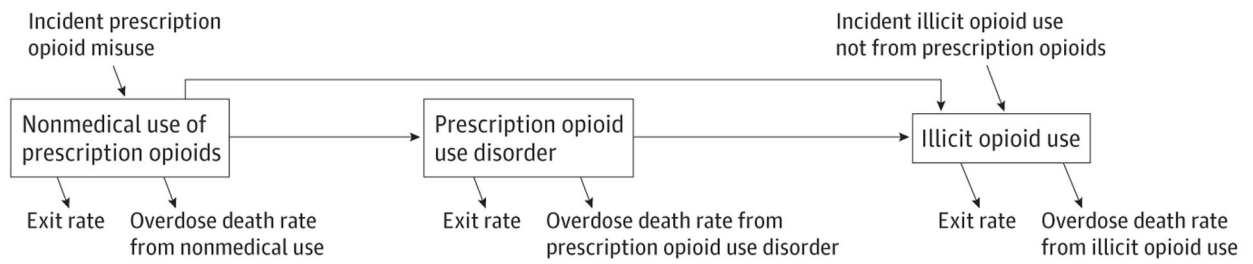 Incident prescription
opioid misuse
Incident illicit opioid use
not from prescription opioids
Nonmedical use of
prescription opioids
Prescription opioid
use disorder
Illicit opioid use
Exit rate
Overdose death rate
from nonmedical use
Exit rate
Overdose death rate from
prescription opioid use disorder
Exit rate
Overdose death rate
from illicit opioid use